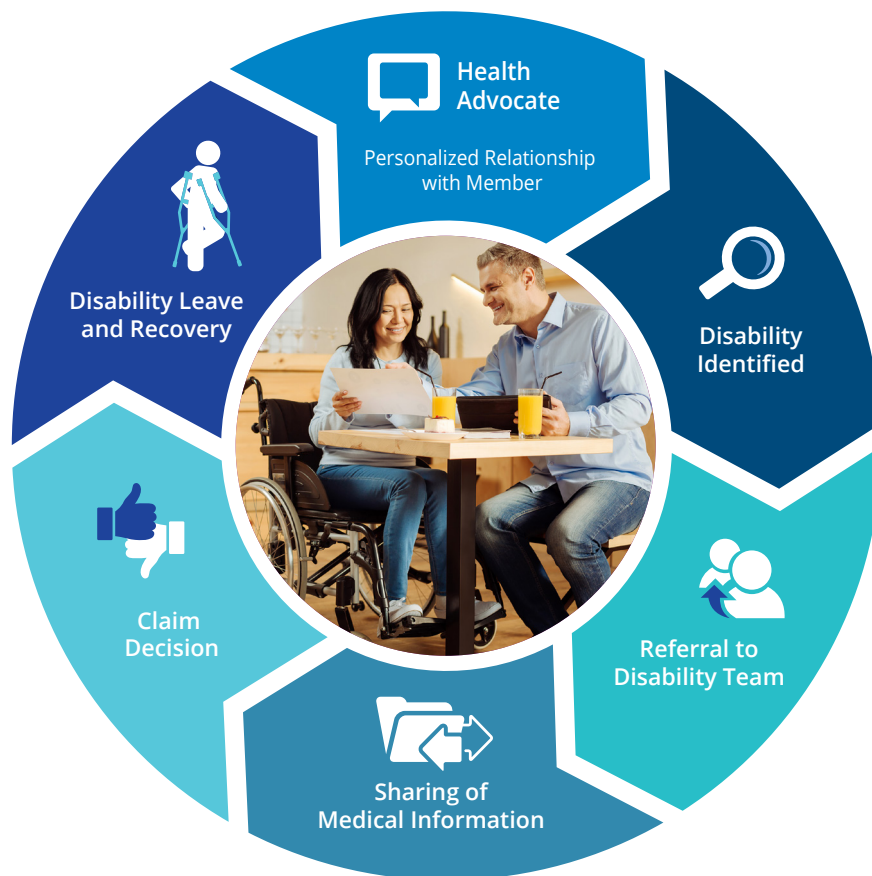 Health
Advocate
Personalized Relationship
with Member
Disability
Identified
Referral to
Disability Team
Sharing of
Medical Information
Claim
Decision
Disability Leave
and Recovery